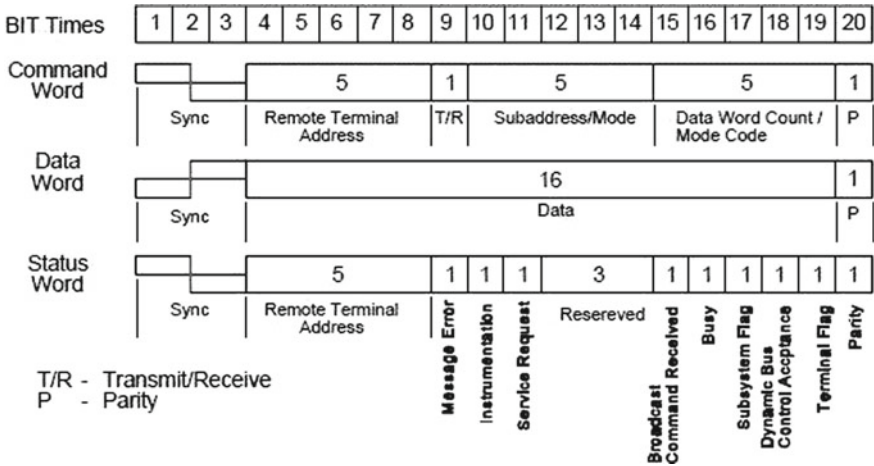 BIT Times 1 2 3 4 5 6 7 8 9 10 11 12 13 14 15 16 17 18 19 20
Command Word 5 1 5 5 1
Sync Remote Terminal Address T/R Subaddress/Mode Data Word Count / Mode Code P
Data Word 16 1
Sync Data P
Status Word 5 1 1 1 3 1 1 1 1 1 1
Sync Remote Terminal Address Message Error Instrumentation Service Request Resereved Broadcast Command Received Busy Subsystem Flag Dynamic Bus Control Accptance Terminal Flag Parity
T/R - Transmit/Receive
P - Parity